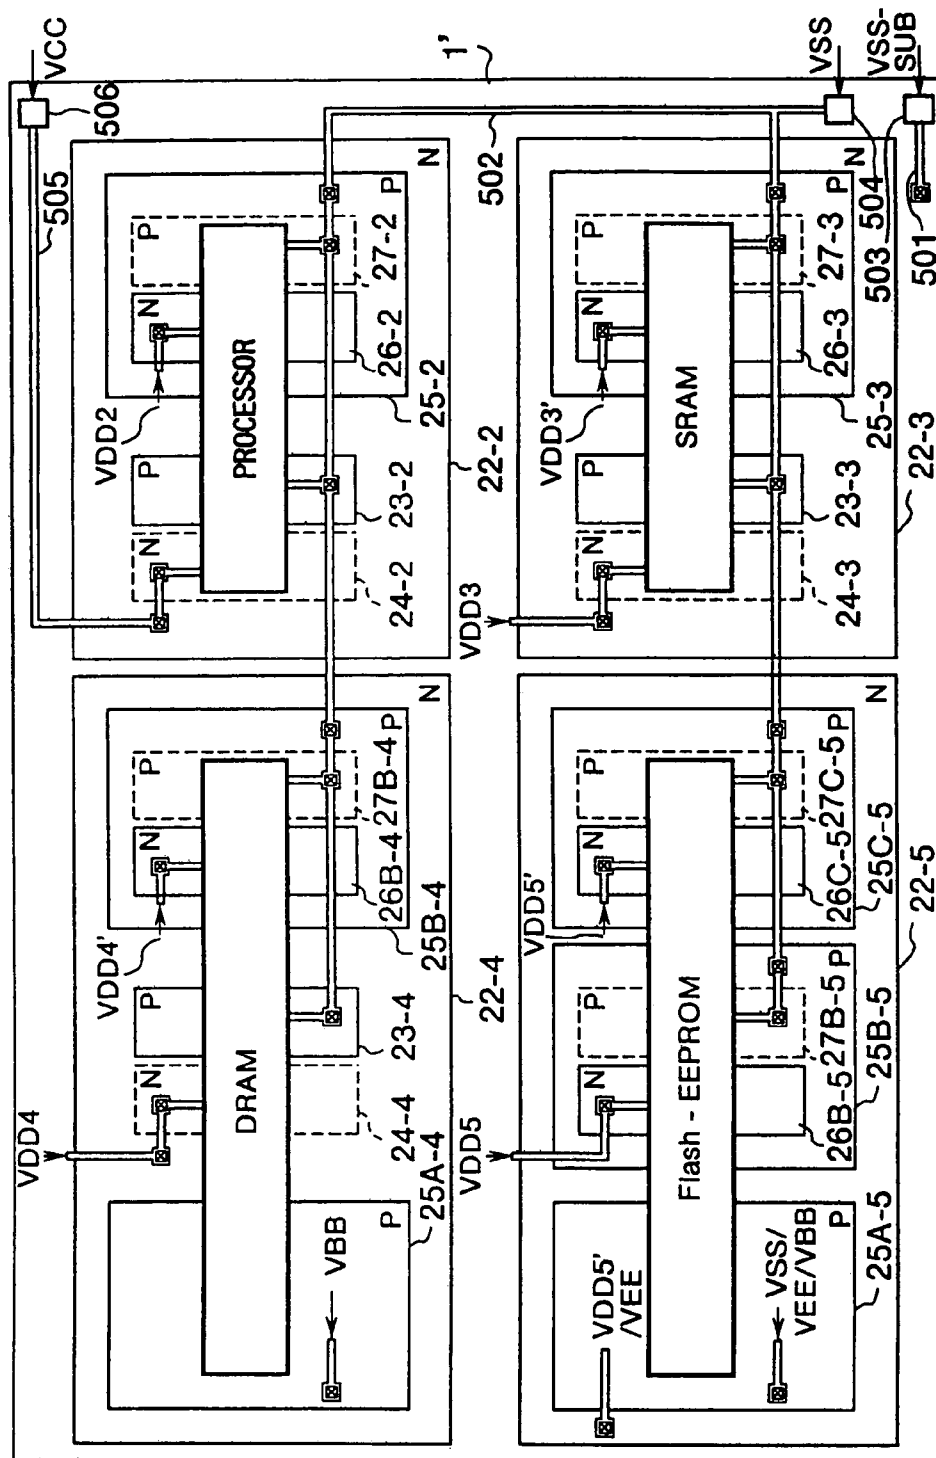 VCC
506
505
1'
VSS
VSS-
SUB
504
503
501
502
N
P
P
27-2
N
26-2
VDD2
25-2
PROCESSOR
P
23-2
22-2
N
24-2
N
P
P
27-3
N
26-3
VDD3'
25-3
SRAM
P
23-3
22-3
N
24-3
VDD3
N
P
P
27B-4
N
26B-4
VDD4'
25B-4
DRAM
P
23-4
22-4
N
24-4
VDD4
25A-4
P
VBB
N
P
P
27C-5
N
26C-5
VDD5'
25C-5
22-5
Flash - EEPROM
P
P
27B-5
N
26B-5
25B-5
VDD5
VDD5'
/VEE
VSS/
VEE/VBB
P
25A-5